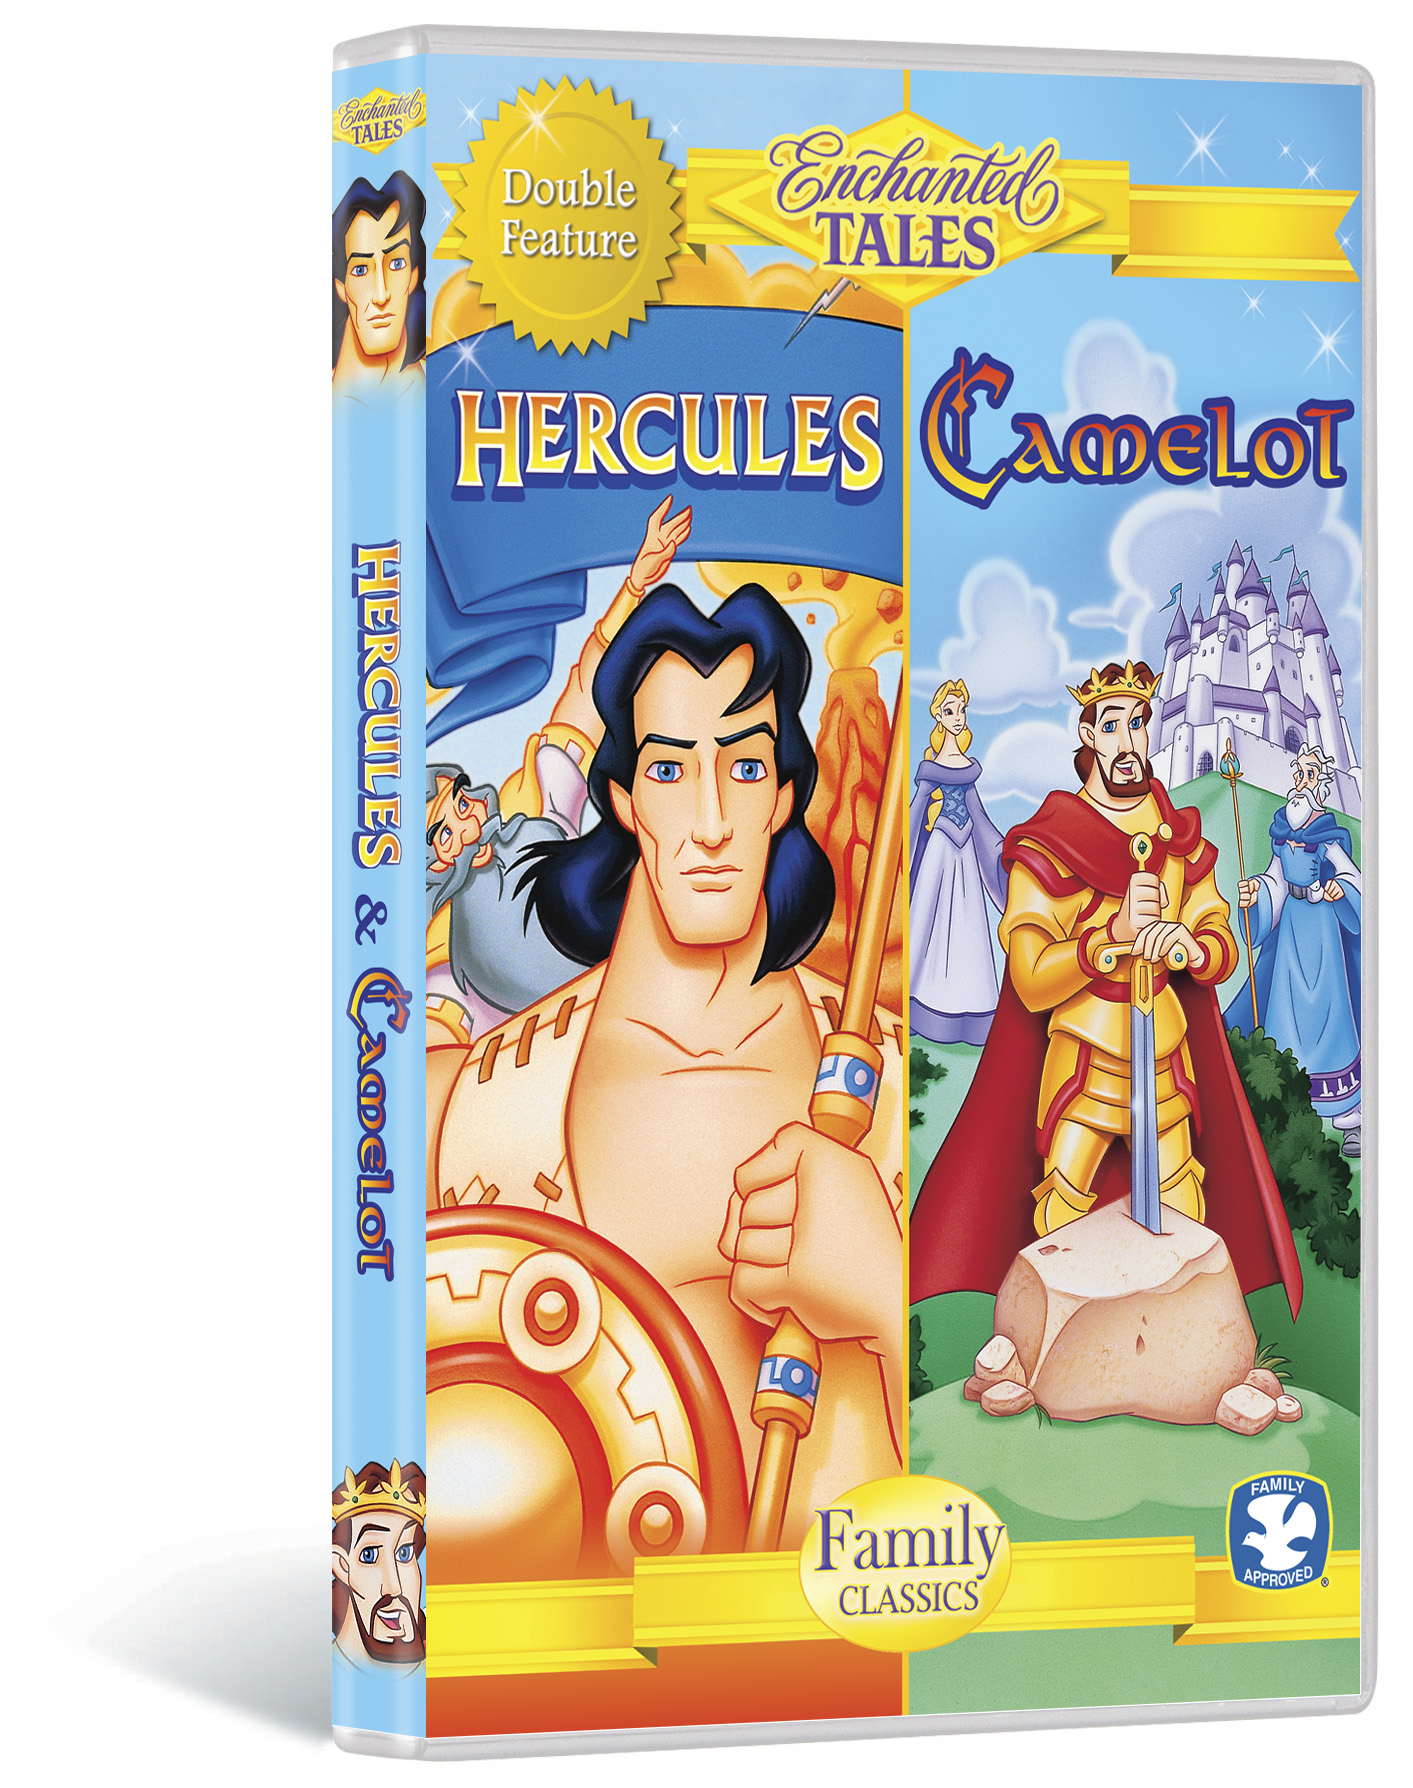 Enchanted
TALES
HERCULES & CAMELOT
Double
Feature
Enchanted
TALES
HERCULES
CAMELOT
Family
CLASSICS
FAMILY
APPROVED
®